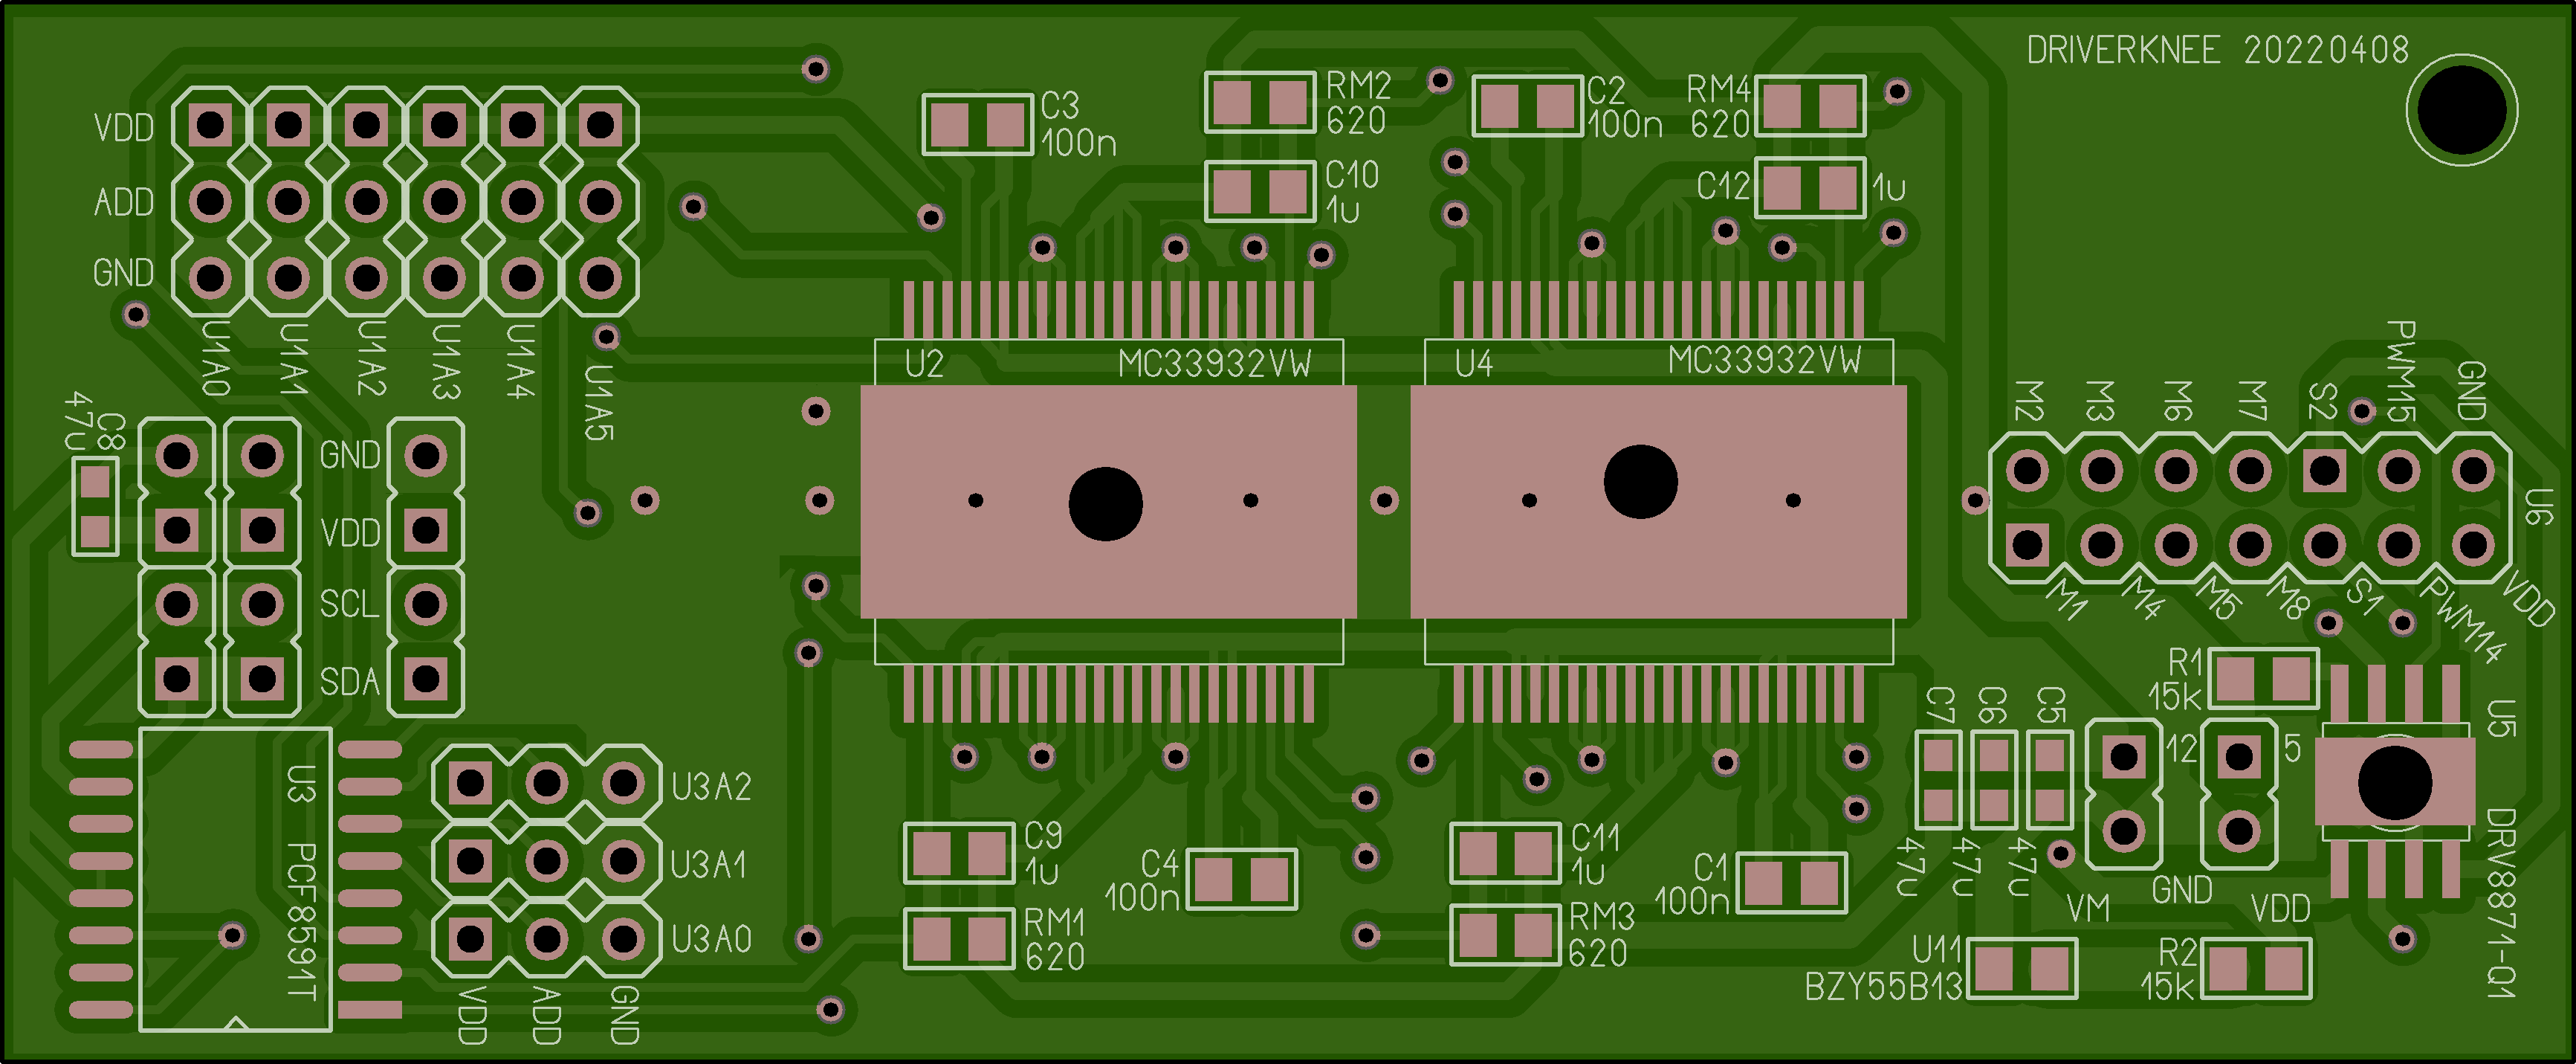 DRIVERKNEE 20220408
VDD
ADD
GND
C3
100n
RM2
620
C2
100n
RM4
620
C10
1u
C12
1u
U1A0
U1A1
U1A2
U1A3
U1A4
U1A5
U2
MC33932VW
U4
MC33932VW
C8
47u
GND
VDD
SCL
SDA
M2
M3
M6
M7
S2
PWM15
GND
U6
M1
M4
M5
M8
S1
PWM14
VDD
R1
15k
U5
DRV8871-Q1
C7
C6
C5
47u
47u
47u
12
5
VM
GND
VDD
U3 PCF8591T
U3A2
U3A1
U3A0
VDD
ADD
GND
C9
1u
RM1
620
C4
100n
C11
1u
RM3
620
C1
100n
U11
BZY55B13
R2
15k